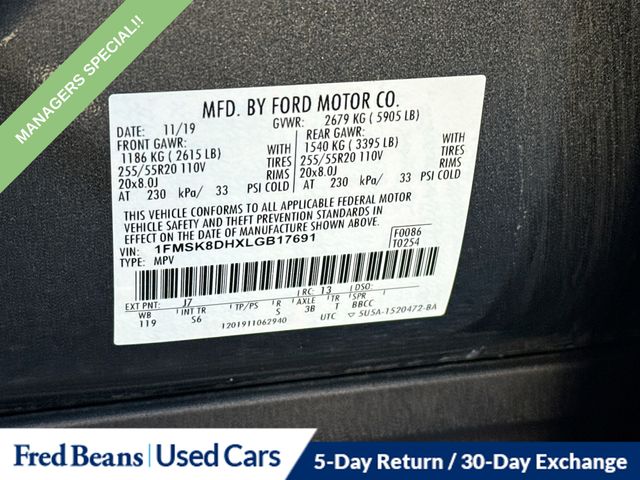 MANAGERS SPECIAL!!
MFD. BY FORD MOTOR CO.
DATE: 11/19 GVWR: 2679 KG ( 5905 LB)
FRONT GAWR: REAR GAWR:
1186 KG ( 2615 LB) WITH 1540 KG ( 3395 LB) WITH
255/55R20 110V TIRES 255/55R20 110V TIRES
20x8.0J RIMS 20x8.0J RIMS
AT 230 kPa/ 33 PSI COLD AT 230 kPa/ 33 PSI COLD
THIS VEHICLE CONFORMS TO ALL APPLICABLE FEDERAL MOTOR
VEHICLE SAFETY AND THEFT PREVENTION STANDARDS IN
EFFECT ON THE DATE OF MANUFACTURE SHOWN ABOVE.
VIN: 1FMSK8DHXLGB17691 F0086
TYPE: MPV T0254
EXT PNT: J7 RC: 13 DSO:
WB INT TR TP/PS R AXLE TR SPR
119 S6 S 3B T BBCC
1201911062940 UTC ▽ 5U5A-1520472-BA
Fred Beans | Used Cars
5-Day Return / 30-Day Exchange